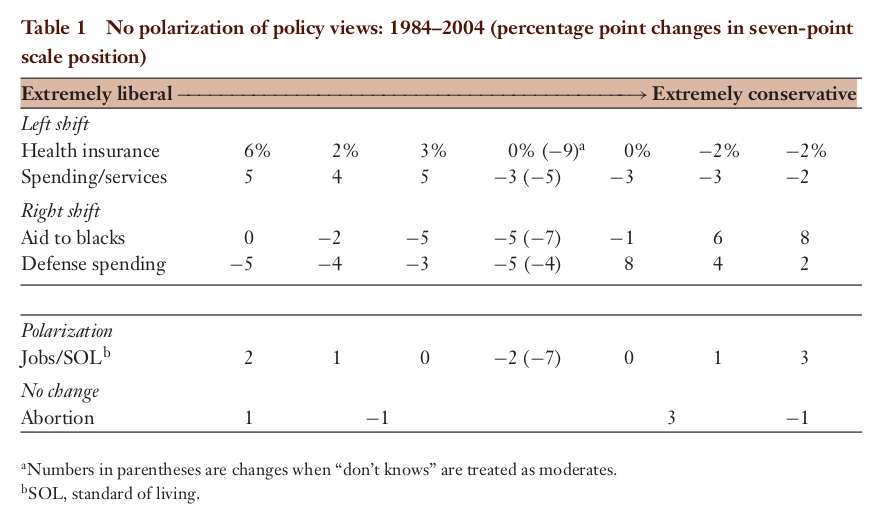 Table 1 No polarization of policy views: 1984–2004 (percentage point changes in seven-point
scale position)
Extremely liberal ⟶ Extremely conservative
Left shift
Health insurance 6% 2% 3% 0% (−9)a 0% −2% −2%
Spending/services 5 4 5 −3 (−5) −3 −3 −2
Right shift
Aid to blacks 0 −2 −5 −5 (−7) −1 6 8
Defense spending −5 −4 −3 −5 (−4) 8 4 2
Polarization
Jobs/SOLb 2 1 0 −2 (−7) 0 1 3
No change
Abortion 1 −1 3 −1
aNumbers in parentheses are changes when “don’t knows” are treated as moderates.
bSOL, standard of living.